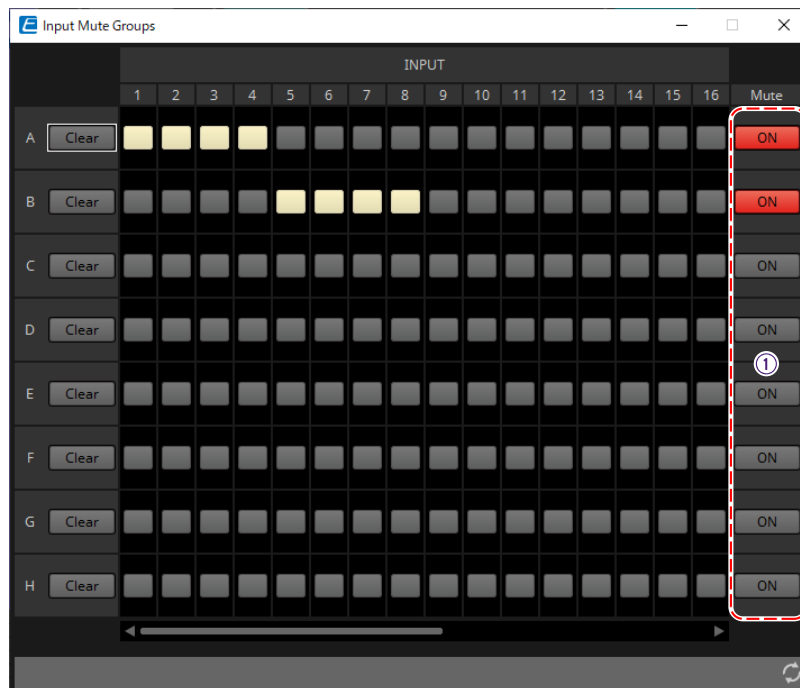 Input Mute Groups
INPUT
1 2 3 4 5 6 7 8 9 10 11 12 13 14 15 16 Mute
A Clear ON
B Clear ON
C Clear ON
D Clear ON
1
E Clear ON
F Clear ON
G Clear ON
H Clear ON